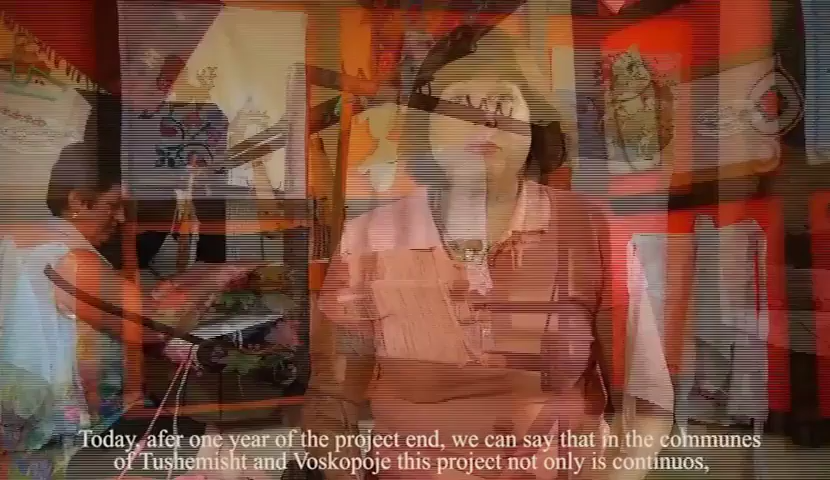 Today, afer one year of the project end, we can say that in the communes
of Tushemisht and Voskopoje this project not only is continuos,